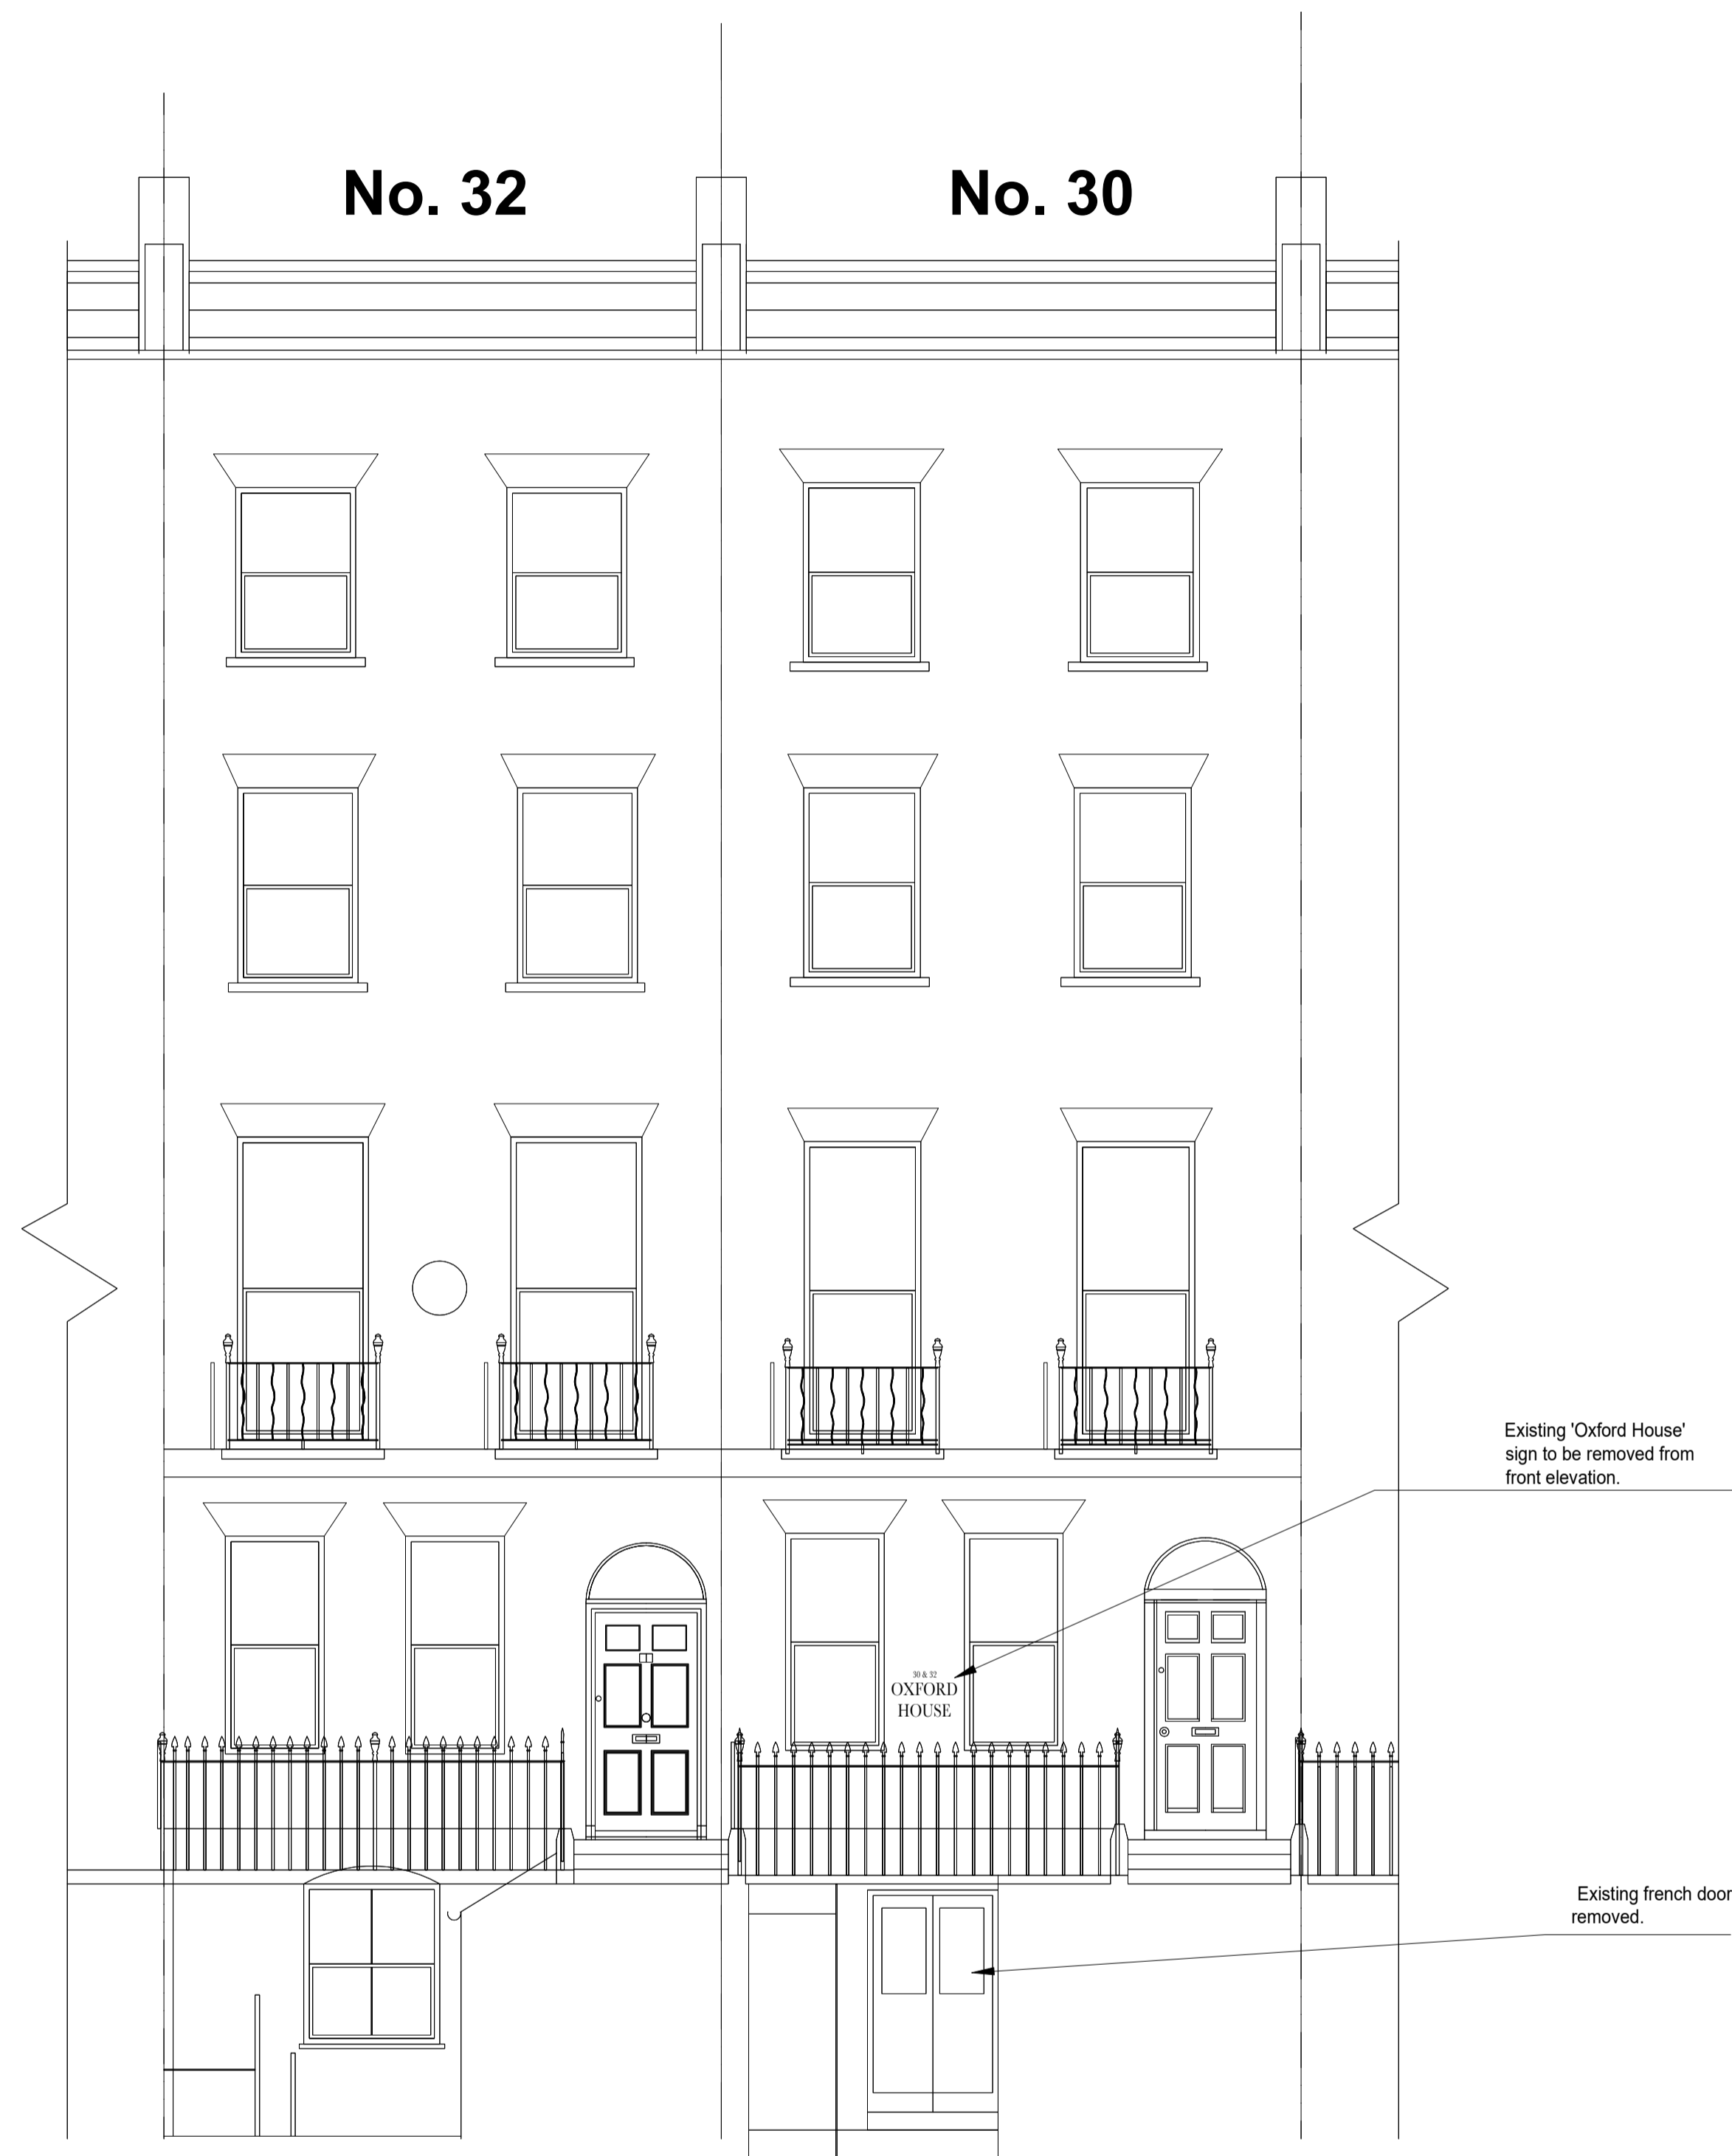 No. 32
No. 30
Existing 'Oxford House'
sign to be removed from
front elevation.
30 & 32
OXFORD
HOUSE
Existing french door
removed.